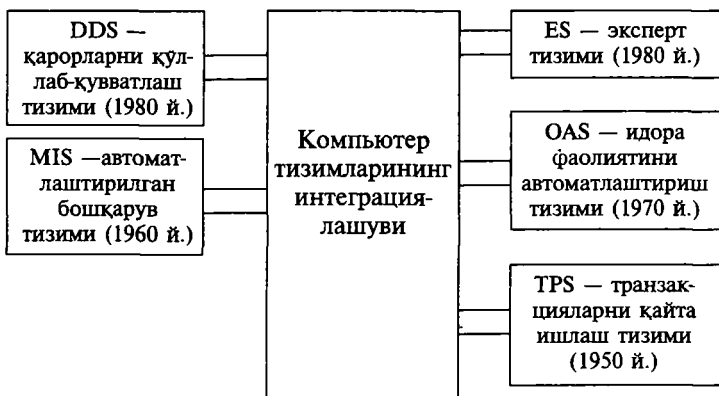 DDS —
қарорларни қўл-
лаб-қувватлаш
тизими (1980 й.)
MIS —автомат-
лаштирилган
бошқарув
тизими (1960 й.)
Компьютер
тизимларининг
интеграция-
лашуви
ES — эксперт
тизими (1980 й.)
OAS — идора
фаолиятини
автоматлаштириш
тизими (1970 й.)
TPS — транзак-
цияларни қайта
ишлаш тизими
(1950 й.)